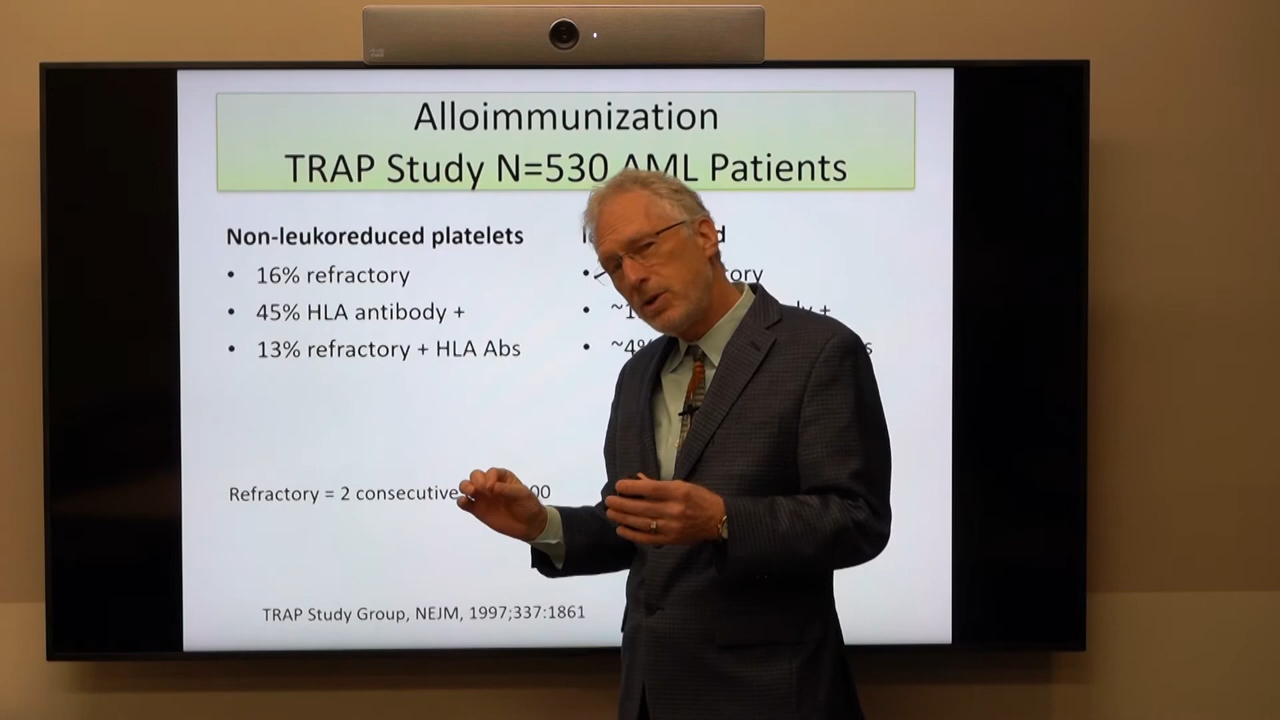 Alloimmunization
TRAP Study N=530 AML Patients
Non-leukoreduced platelets
• 16% refractory
• 45% HLA antibody +
• 13% refractory + HLA Abs
•
• +
• ~4%
Refractory = 2 consecutive
TRAP Study Group, NEJM, 1997;337:1861